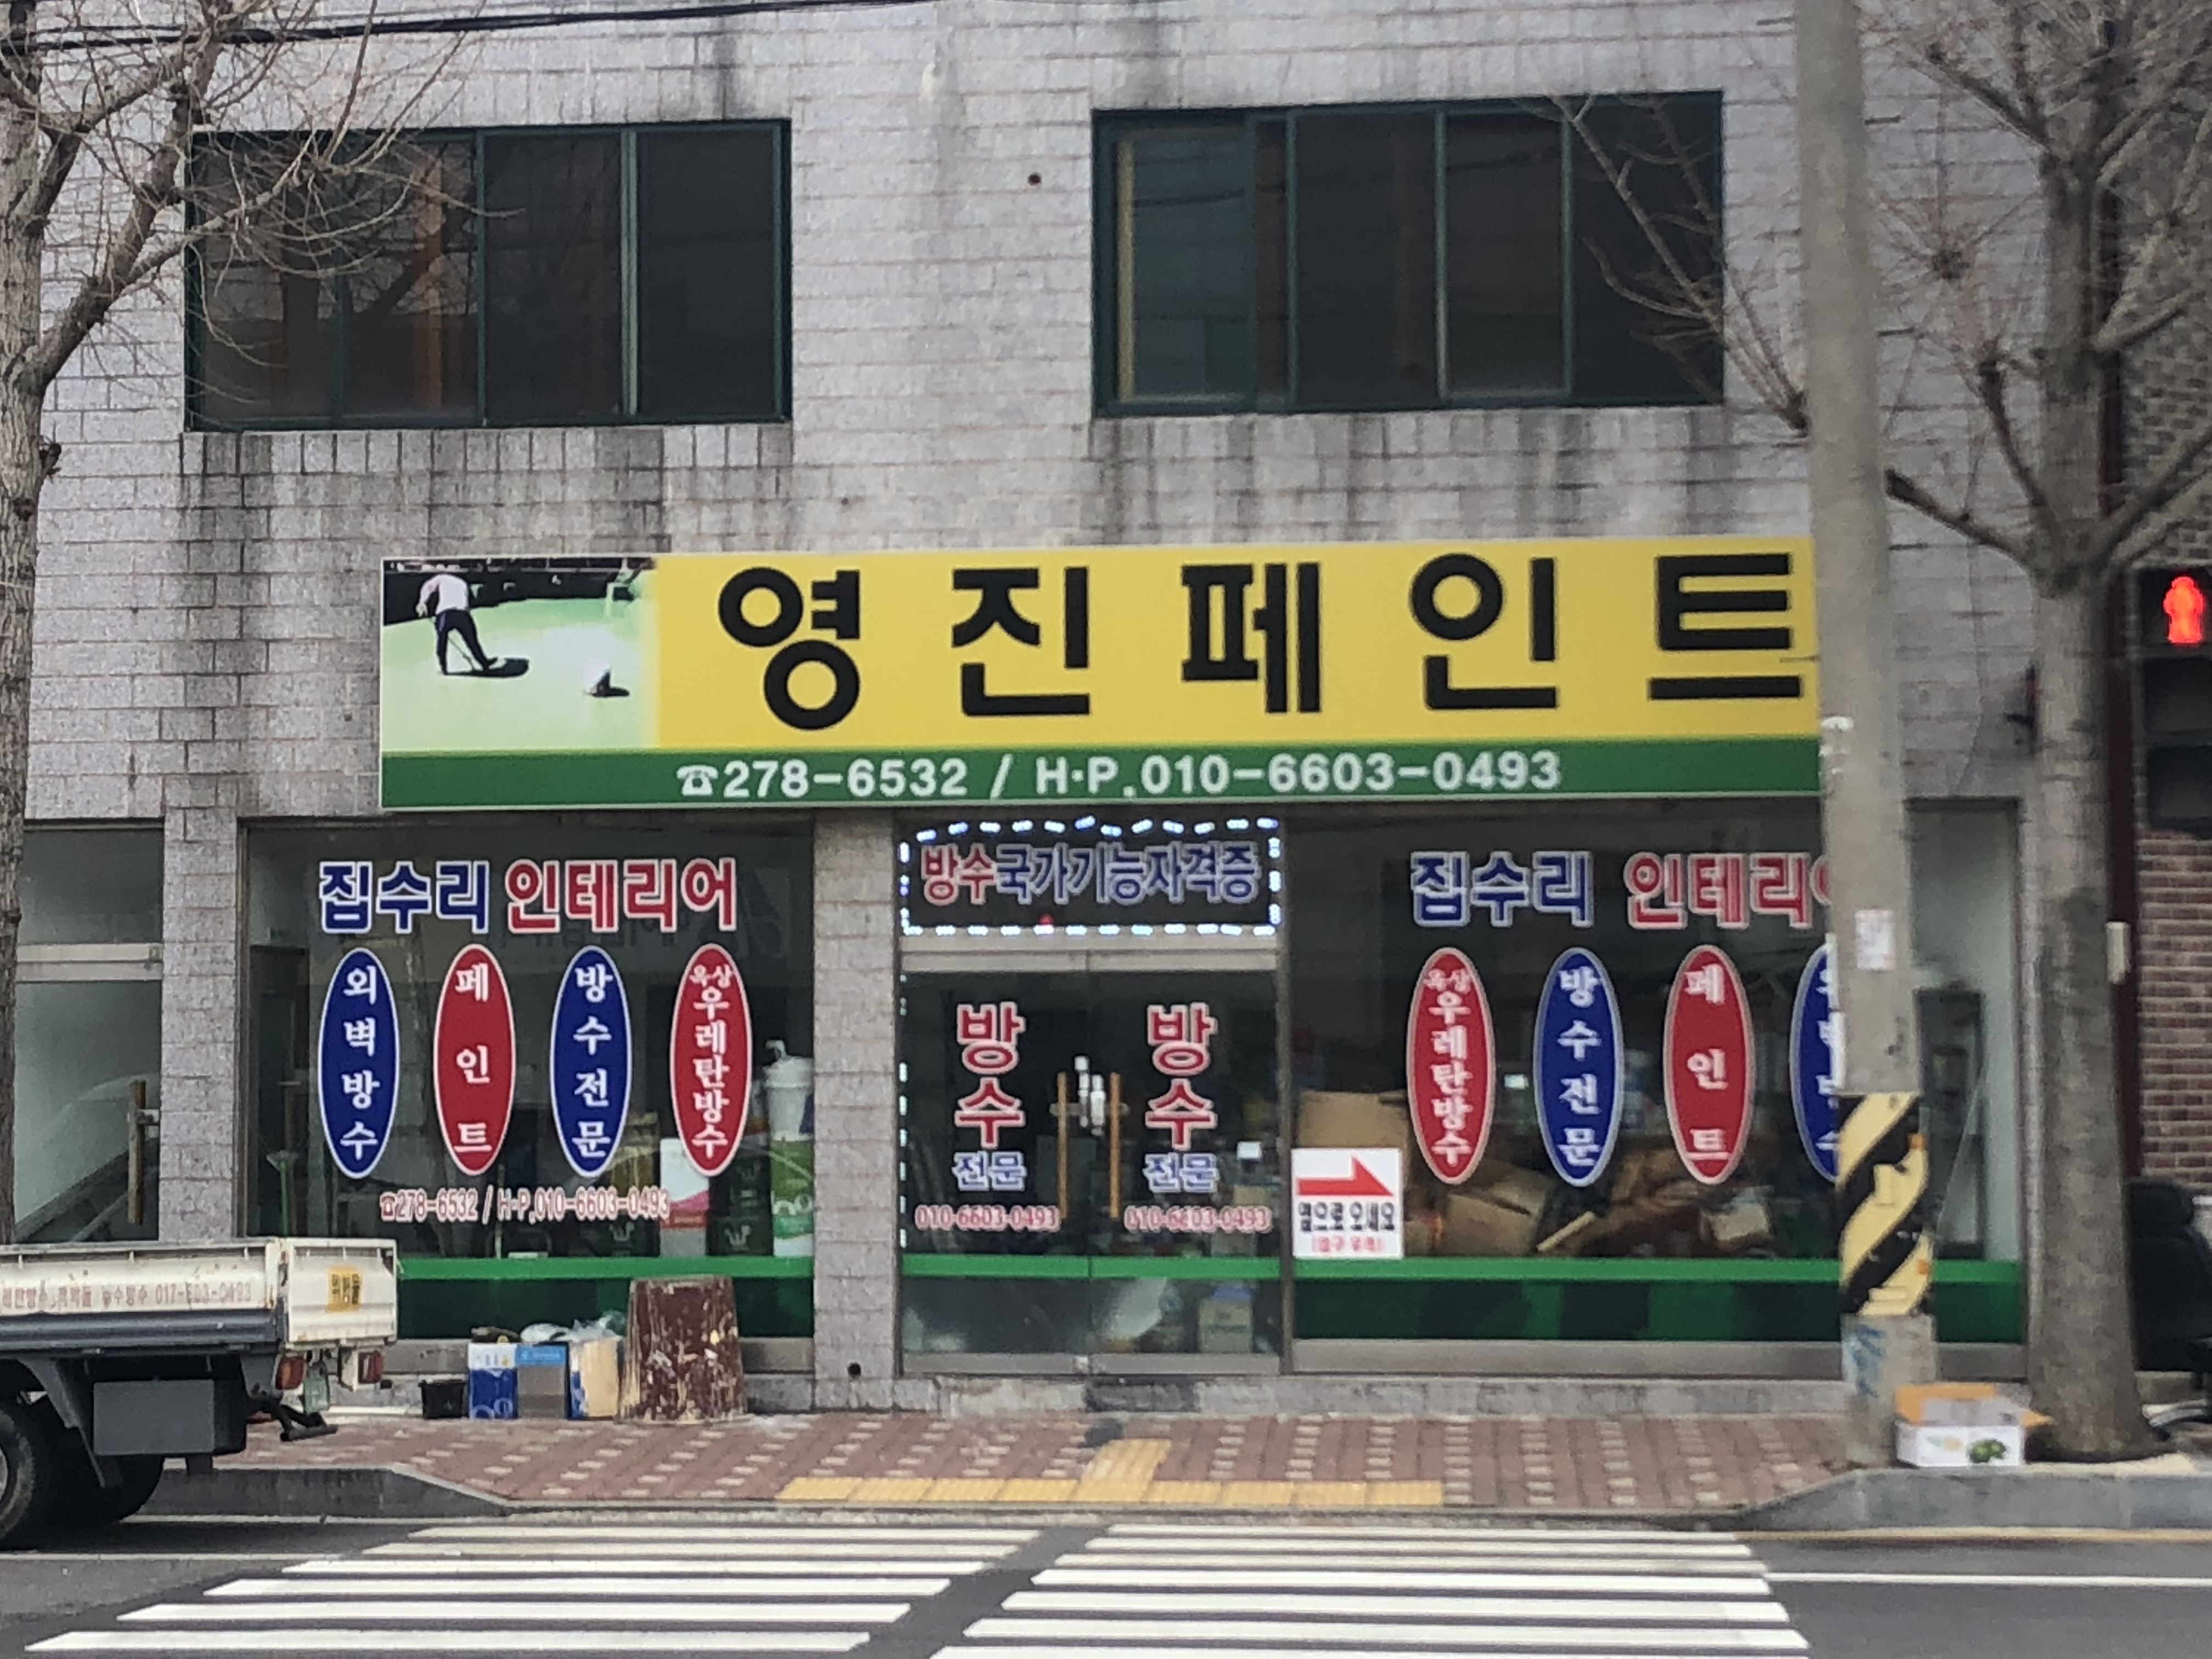 영진페인트
☎278-6532 / H·P.010-6603-0493
집수리 인테리어
외벽방수
페인트
방수전문
옥상
우레탄방수
☎278-6532 / H·P.010-6603-0493
방수국가기능자격증
방수
전문
010-6603-0493
방수
전문
010-6603-0493
옆으로 오세요
집수리 인테리어
옥상
우레탄방수
방수전문
페인트